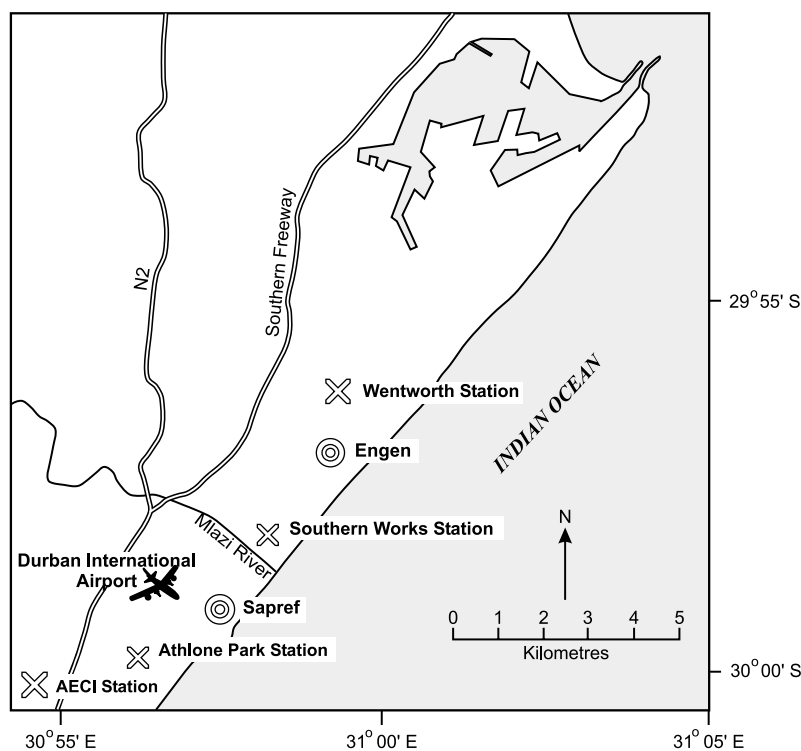 N2
Southern Freeway
29°55' S
Wentworth Station
INDIAN OCEAN
Engen
N
Southern Works Station
Mlazi River
Durban International
Airport
Sapref
0 1 2 3 4 5
Kilometres
Athlone Park Station
AECI Station
30°00' S
30°55' E
31°00' E
31°05' E